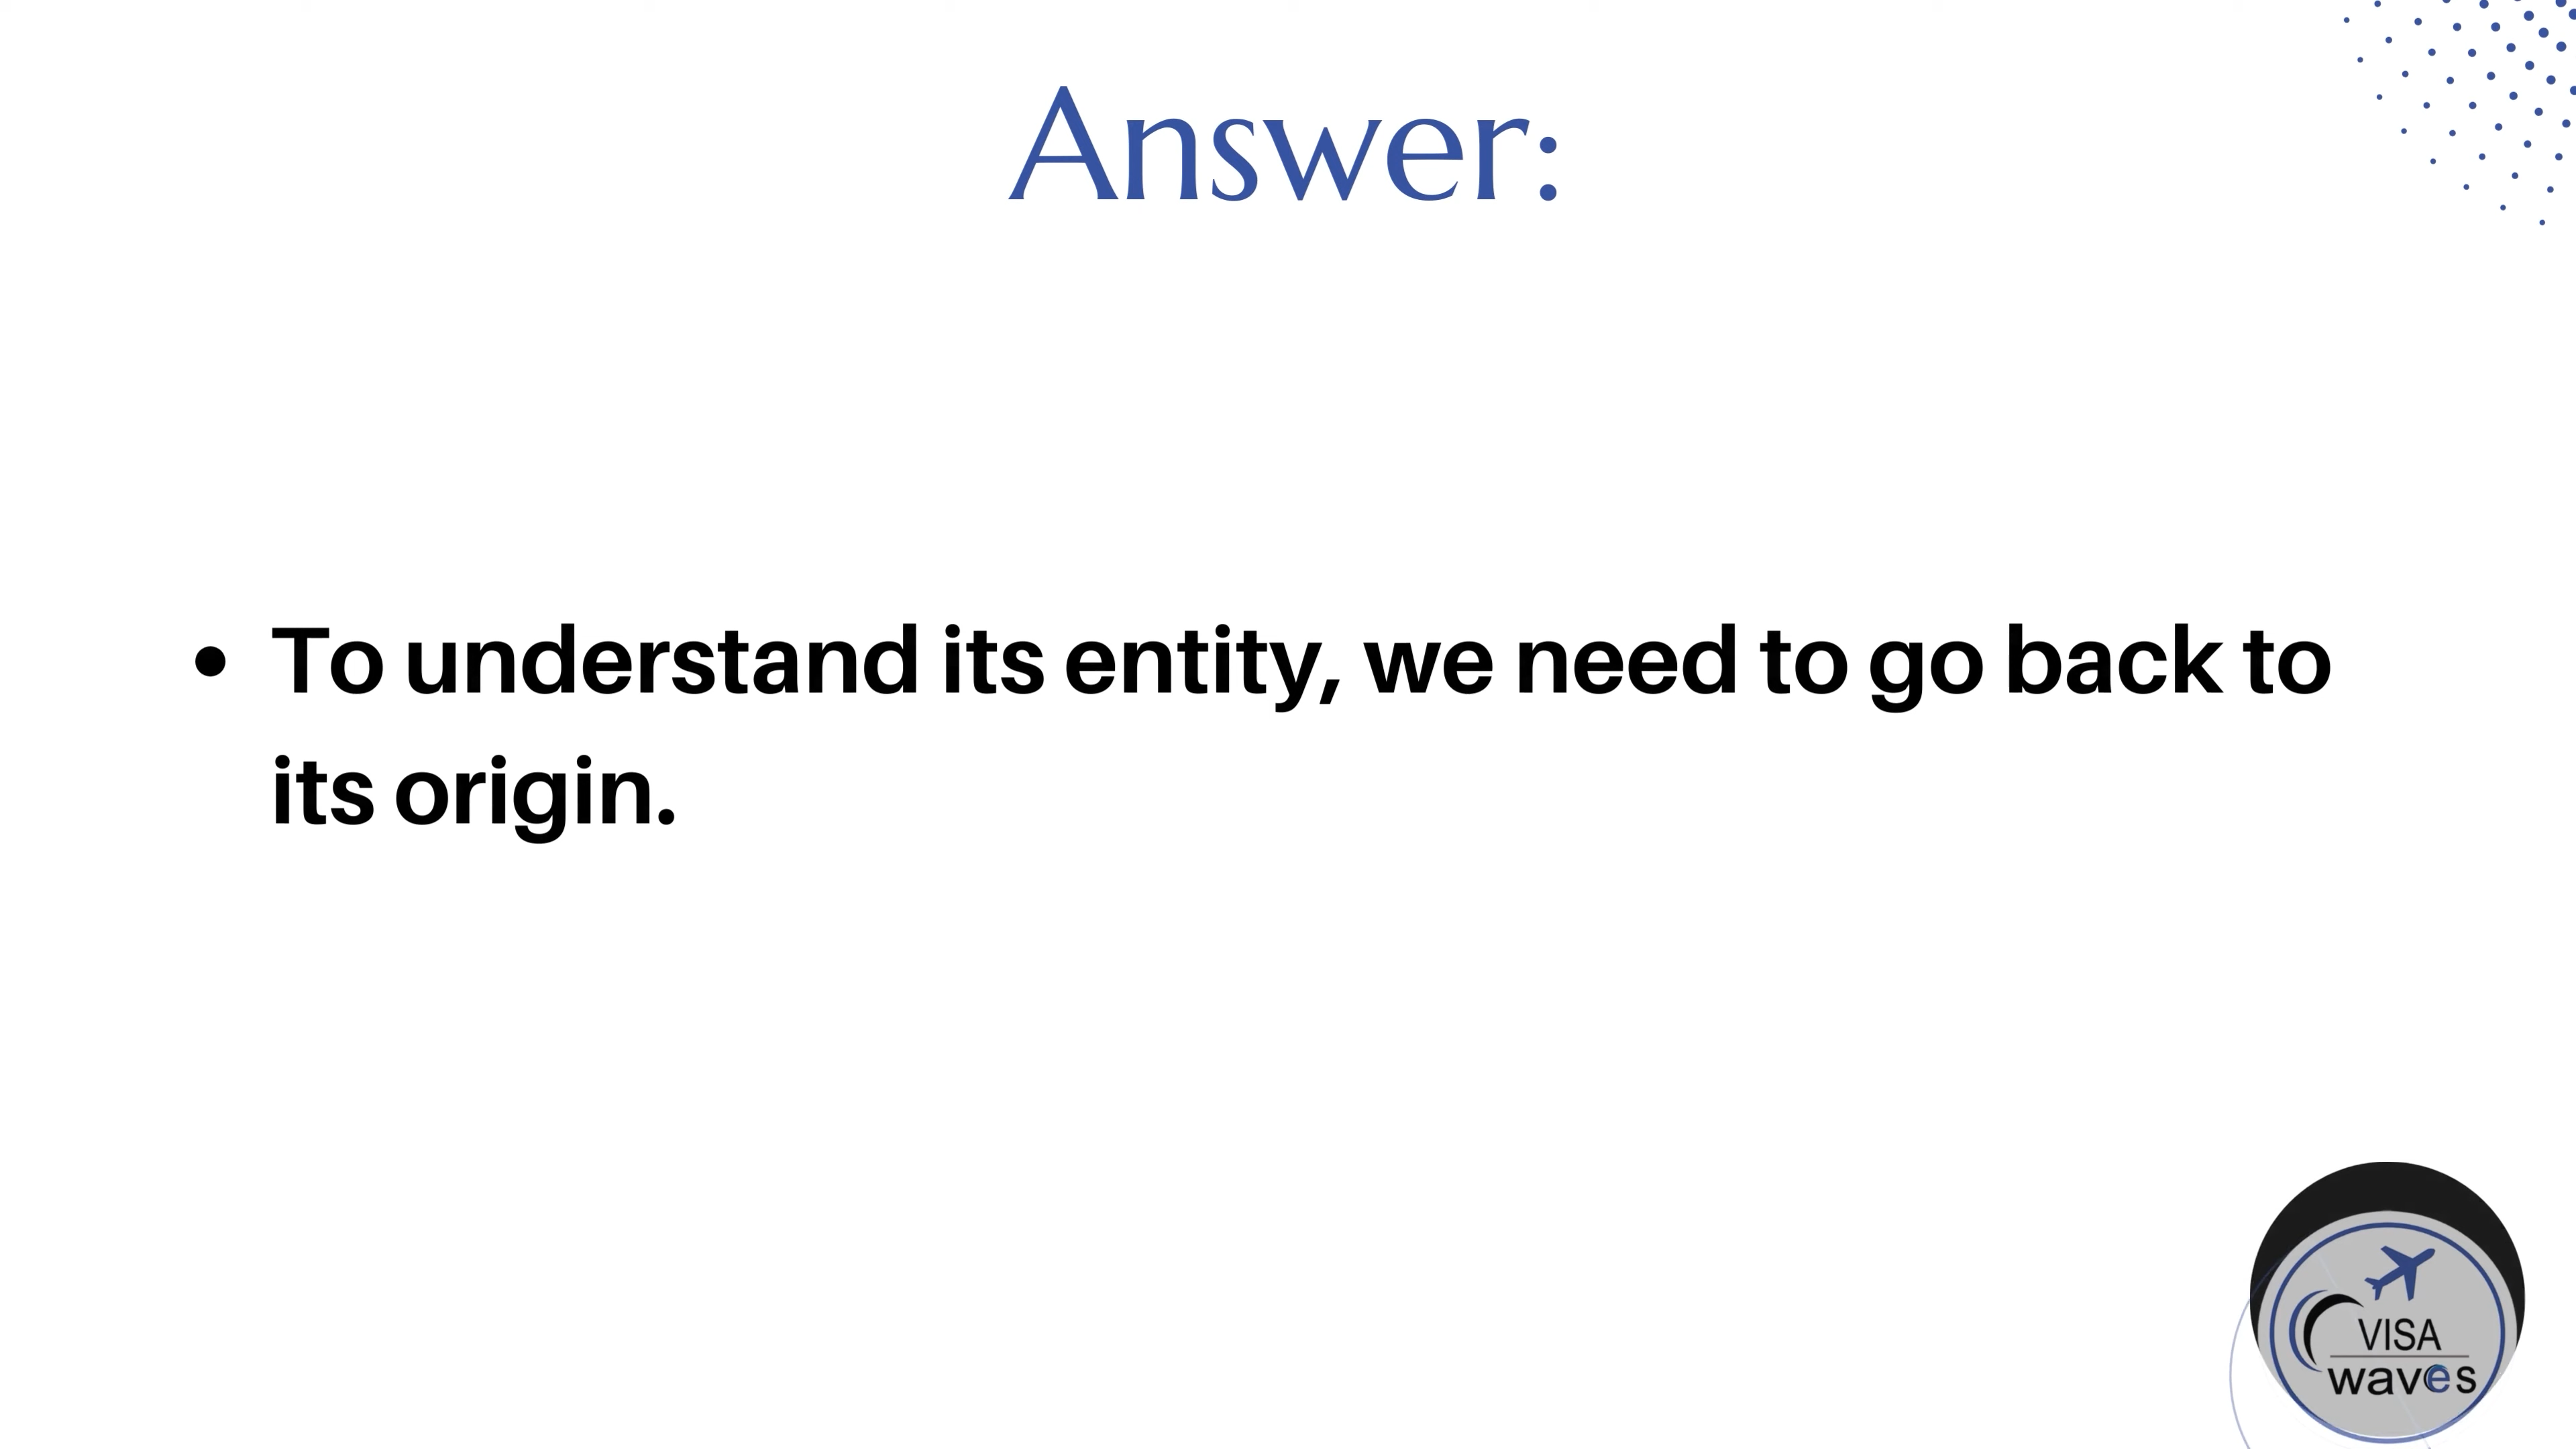 Answer:
• To understand its entity, we need to go back to
its origin.
VISA
waves